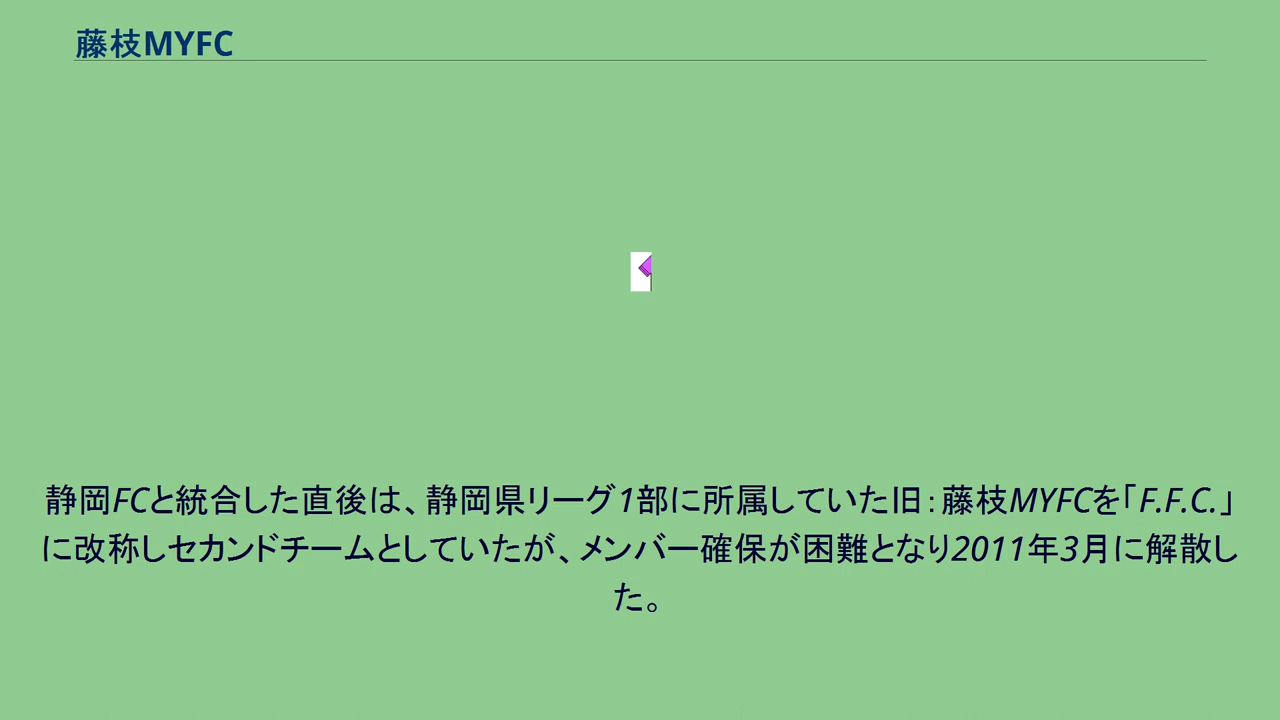 藤枝MYFC
静岡FCと統合した直後は、静岡県リーグ1部に所属していた旧：藤枝MYFCを「F.F.C.」
に改称しセカンドチームとしていたが、メンバー確保が困難となり2011年3月に解散し
た。